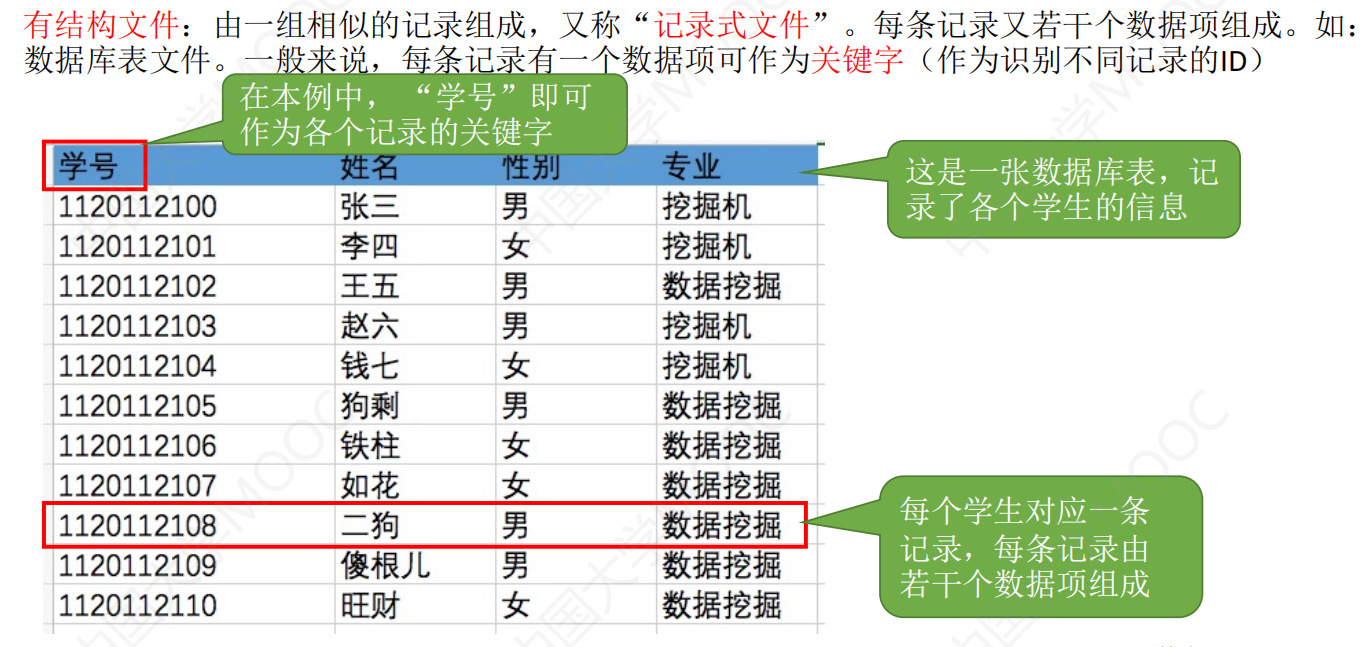 有结构文件：由一组相似的记录组成，又称“记录式文件”。每条记录又若干个数据项组成。如：
数据库表文件。一般来说，每条记录有一个数据项可作为关键字（作为识别不同记录的ID）
在本例中，“学号”即可
作为各个记录的关键字
这是一张数据库表，记
录了各个学生的信息
学号 姓名 性别 专业
1120112100 张三 男 挖掘机
1120112101 李四 女 挖掘机
1120112102 王五 男 数据挖掘
1120112103 赵六 男 挖掘机
1120112104 钱七 女 挖掘机
1120112105 狗剩 男 数据挖掘
1120112106 铁柱 女 数据挖掘
1120112107 如花 女 数据挖掘
1120112108 二狗 男 数据挖掘
1120112109 傻根儿 男 数据挖掘
1120112110 旺财 女 数据挖掘
每个学生对应一条
记录，每条记录由
若干个数据项组成
中国大学MOOC